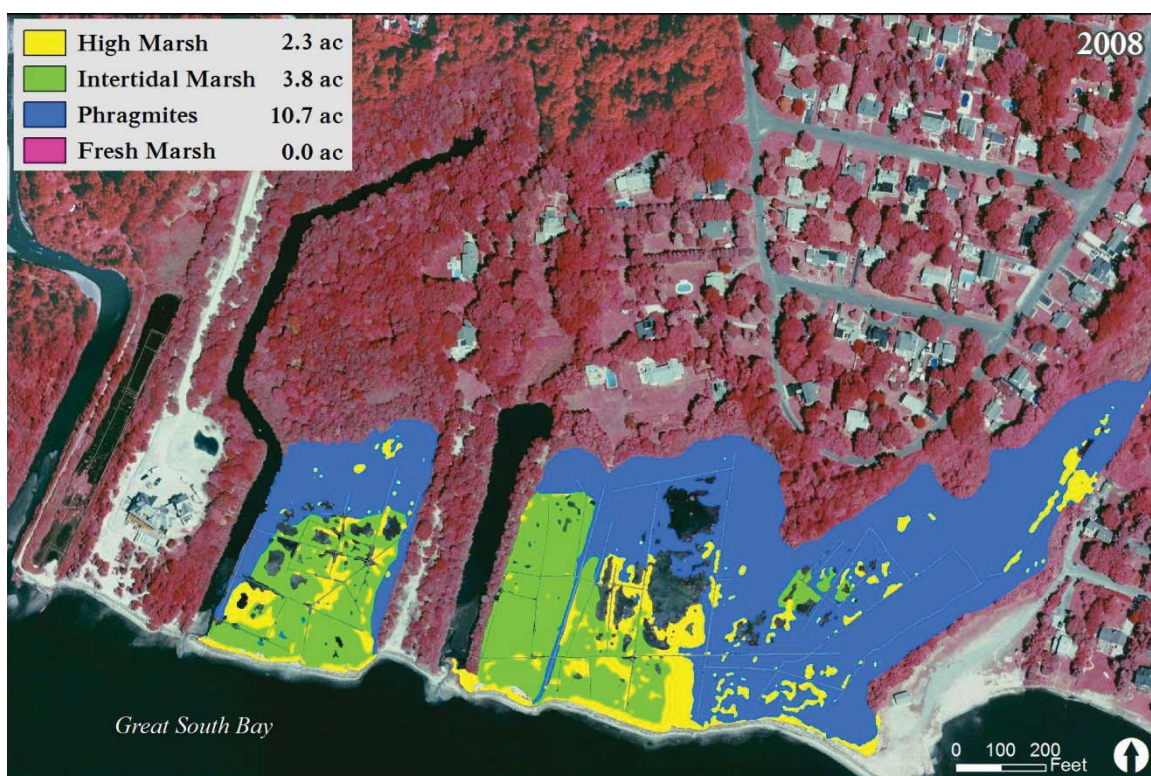 High Marsh 2.3 ac
Intertidal Marsh 3.8 ac
Phragmites 10.7 ac
Fresh Marsh 0.0 ac
2008
Great South Bay
0 100 200
Feet